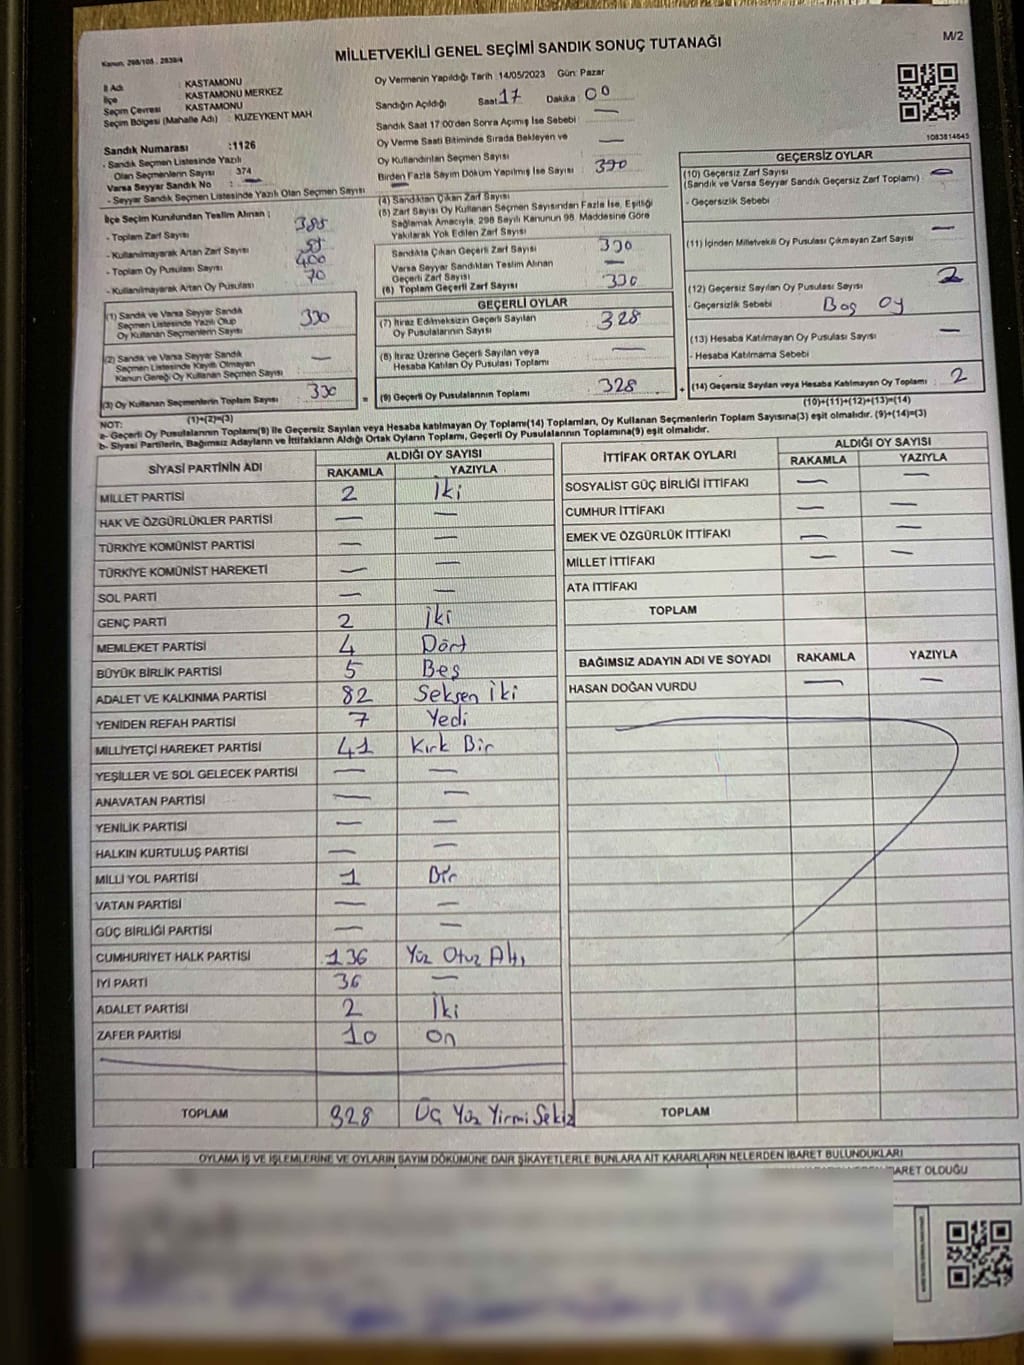 MİLLETVEKİLİ GENEL SEÇİMİ SANDIK SONUÇ TUTANAĞI
M/2
Kanun, 298/105 , 2839/4
İl Adı : KASTAMONU
İlçe : KASTAMONU MERKEZ
Seçim Çevresi : KASTAMONU
Seçim Bölgesi (Mahalle Adı) : KUZEYKENT MAH
Sandık Numarası :1126
- Sandık Seçmen Listesinde Yazılı
Olan Seçmenlerin Sayısı : 374
Varsa Seyyar Sandık No : —
- Seyyar Sandık Seçmen Listesinde Yazılı Olan Seçmen Sayısı —
İlçe Seçim Kurulundan Teslim Alınan ;
- Toplam Zarf Sayısı 385
- Kullanılmayarak Artan Zarf Sayısı 55
- Toplam Oy Pusulası Sayısı 400
- Kullanılmayarak Artan Oy Pusulası 70
(1) Sandık ve Varsa Seyyar Sandık
Seçmen Listesinde Yazılı Olup
Oy Kullanan Seçmenlerin Sayısı 330
(2) Sandık ve Varsa Seyyar Sandık
Seçmen Listesinde Kayıtlı Olmayan
Kanun Gereği Oy Kullanan Seçmen Sayısı : —
(3) Oy Kullanan Seçmenlerin Toplam Sayısı : 330
(1)+(2)=(3)
Oy Vermenin Yapıldığı Tarih :14/05/2023 Gün: Pazar
Sandığın Açıldığı Saat 17 Dakika : 00
Sandık Saat 17:00'den Sonra Açımış İse Sebebi : —
Oy Verme Saati Bitiminde Sırada Bekleyen ve
Oy Kullandırılan Seçmen Sayısı —
Birden Fazla Sayım Döküm Yapılmış İse Sayısı :
(4) Sandıktan Çıkan Zarf Sayısı 330
(5) Zarf Sayısı Oy Kullanan Seçmen Sayısından Fazla İse, Eşitliği
Sağlamak Amacıyla, 298 Sayılı Kanunun 98. Maddesine Göre
Yakılarak Yok Edilen Zarf Sayısı
Sandıkta Çıkan Geçerli Zarf Sayısı 330
Varsa Seyyar Sandıktan Teslim Alınan
Geçerli Zarf Sayısı —
(6) Toplam Geçerli Zarf Sayısı : 330
GEÇERLİ OYLAR
(7) İtiraz Edilmeksizin Geçerli Sayılan
Oy Pusulalarının Sayısı : 328
(8) İtiraz Üzerine Geçerli Sayılan veya
Hesaba Katılan Oy Pusulası Toplamı : —
(9) Geçerli Oy Pusulalarının Toplamı : 328
1083814645
GEÇERSİZ OYLAR
(10) Geçersiz Zarf Sayısı
(Sandık ve Varsa Seyyar Sandık Geçersiz Zarf Toplamı) : —
- Geçersizlik Sebebi
(11) İçinden Milletvekili Oy Pusulası Çıkmayan Zarf Sayısı —
(12) Geçersiz Sayılan Oy Pusulası Sayısı : 2
- Geçersizlik Sebebi : Boş oy
(13) Hesaba Katılmayan Oy Pusulası Sayısı : —
- Hesaba Katılmama Sebebi
(14) Geçersiz Sayılan veya Hesaba Katılmayan Oy Toplamı : 2
(10)+(11)+(12)+(13)=(14)
NOT:
a- Geçerli Oy Pusulalarının Toplamı(9) ile Geçersiz Sayılan veya Hesaba katılmayan Oy Toplamı(14) Toplamları, Oy Kullanan Seçmenlerin Toplam Sayısına(3) eşit olmalıdır. (9)+(14)=(3)
b- Siyasi Partilerin, Bağımsız Adayların ve İttifakların Aldığı Ortak Oyların Toplamı, Geçerli Oy Pusulalarının Toplamına(9) eşit olmalıdır.
SİYASİ PARTİNİN ADI ALDIĞI OY SAYISI
RAKAMLA YAZIYLA
MİLLET PARTİSİ 2 İki
HAK VE ÖZGÜRLÜKLER PARTİSİ — —
TÜRKİYE KOMÜNİST PARTİSİ — —
TÜRKİYE KOMÜNİST HAREKETİ — —
SOL PARTİ — —
GENÇ PARTİ 2 İki
MEMLEKET PARTİSİ 4 Dört
BÜYÜK BİRLİK PARTİSİ 5 Beş
ADALET VE KALKINMA PARTİSİ 82 Seksen İki
YENİDEN REFAH PARTİSİ 7 Yedi
MİLLİYETÇİ HAREKET PARTİSİ 41 Kırk Bir
YEŞİLLER VE SOL GELECEK PARTİSİ — —
ANAVATAN PARTİSİ — —
YENİLİK PARTİSİ — —
HALKIN KURTULUŞ PARTİSİ — —
MİLLİ YOL PARTİSİ 1 Bir
VATAN PARTİSİ — —
GÜÇ BİRLİĞİ PARTİSİ — —
CUMHURİYET HALK PARTİSİ 136 Yüz Otuz Altı
İYİ PARTİ 36 —
ADALET PARTİSİ 2 İki
ZAFER PARTİSİ 10 On
TOPLAM 328 Üç Yüz Yirmi Sekiz
İTTİFAK ORTAK OYLARI ALDIĞI OY SAYISI
RAKAMLA YAZIYLA
SOSYALİST GÜÇ BİRLİĞİ İTTİFAKI — —
CUMHUR İTTİFAKI — —
EMEK VE ÖZGÜRLÜK İTTİFAKI — —
MİLLET İTTİFAKI — —
ATA İTTİFAKI
TOPLAM
BAĞIMSIZ ADAYIN ADI VE SOYADI RAKAMLA YAZIYLA
HASAN DOĞAN VURDU — —
TOPLAM
OYLAMA İŞ VE İŞLEMLERİNE VE OYLARIN SAYIM DÖKÜMÜNE DAİR ŞİKAYETLERLE BUNLARA AİT KARARLARIN NELERDEN İBARET BULUNDUKLARI
OLDUĞU